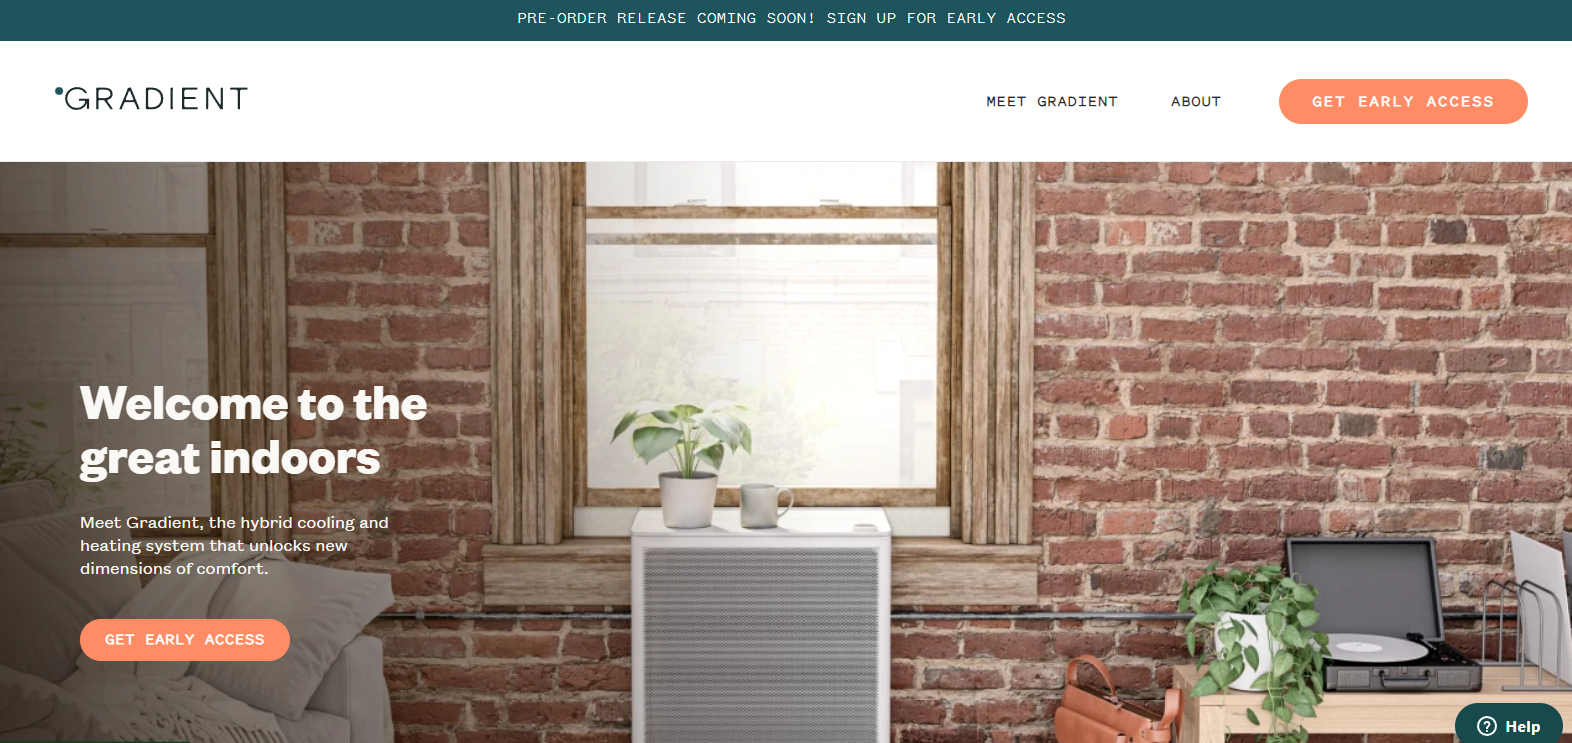 PRE-ORDER RELEASE COMING SOON! SIGN UP FOR EARLY ACCESS
GRADIENT
MEET GRADIENT
ABOUT
GET EARLY ACCESS
Welcome to the
great indoors
Meet Gradient, the hybrid cooling and
heating system that unlocks new
dimensions of comfort.
GET EARLY ACCESS
Help